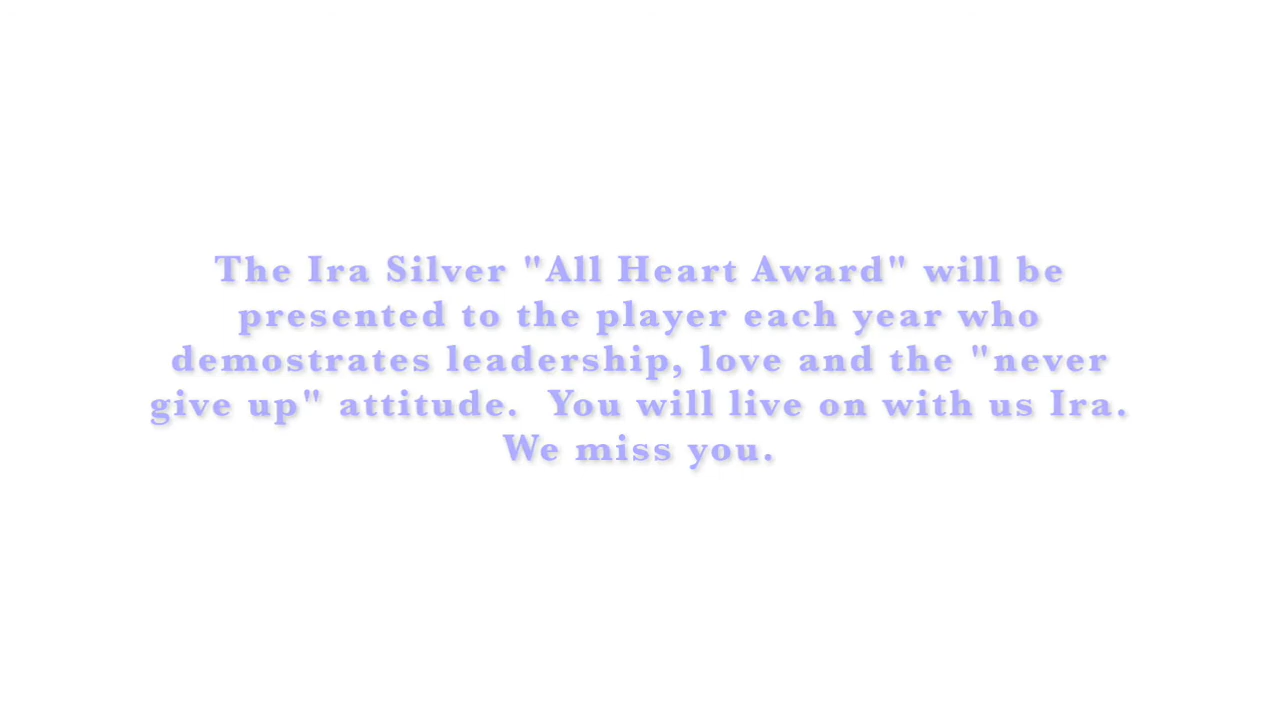 The Ira Silver "All Heart Award" will be
presented to the player each year who
demostrates leadership, love and the "never
give up" attitude.  You will live on with us Ira.
We miss you.